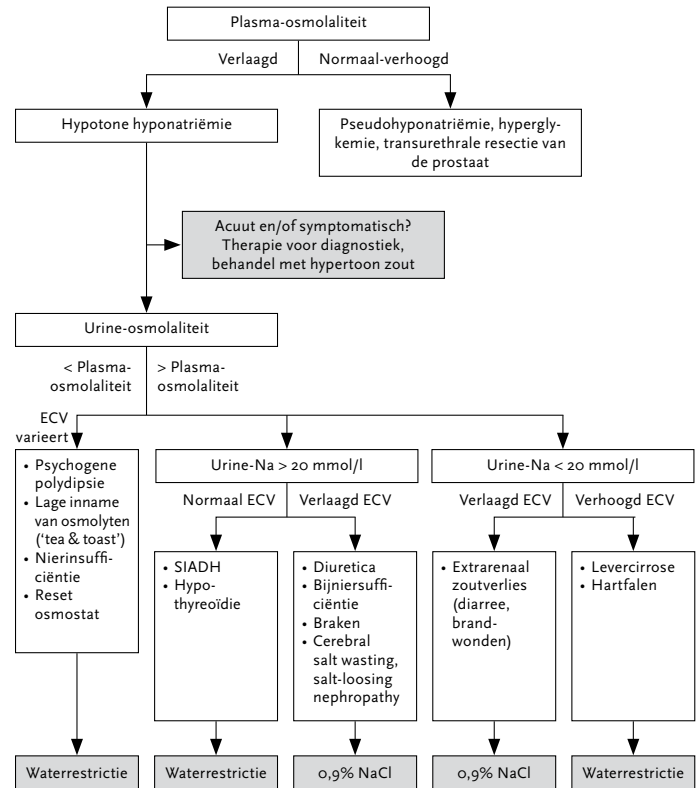 Plasma-osmolaliteit
Verlaagd
Normaal-verhoogd
Hypotone hyponatriëmie
Pseudohyponatriëmie, hypergly-
kemie, transurethrale resectie van
de prostaat
Acuut en/of symptomatisch?
Therapie voor diagnostiek,
behandel met hypertoon zout
Urine-osmolaliteit
< Plasma-
osmolaliteit
> Plasma-
osmolaliteit
ECV
varieert
• Psychogene
polydipsie
• Lage inname
van osmolyten
('tea & toast')
• Nierinsuffi-
ciëntie
• Reset
osmostat
Urine-Na > 20 mmol/l
Normaal ECV
Verlaagd ECV
• SIADH
• Hypo-
thyreoïdie
• Diuretica
• Bijniersuffi-
ciëntie
• Braken
• Cerebral
salt wasting,
salt-loosing
nephropathy
Urine-Na < 20 mmol/l
Verlaagd ECV
Verhoogd ECV
• Extrarenaal
zoutverlies
(diarree,
brand-
wonden)
• Levercirrose
• Hartfalen
Waterrestrictie
Waterrestrictie
0,9% NaCl
0,9% NaCl
Waterrestrictie